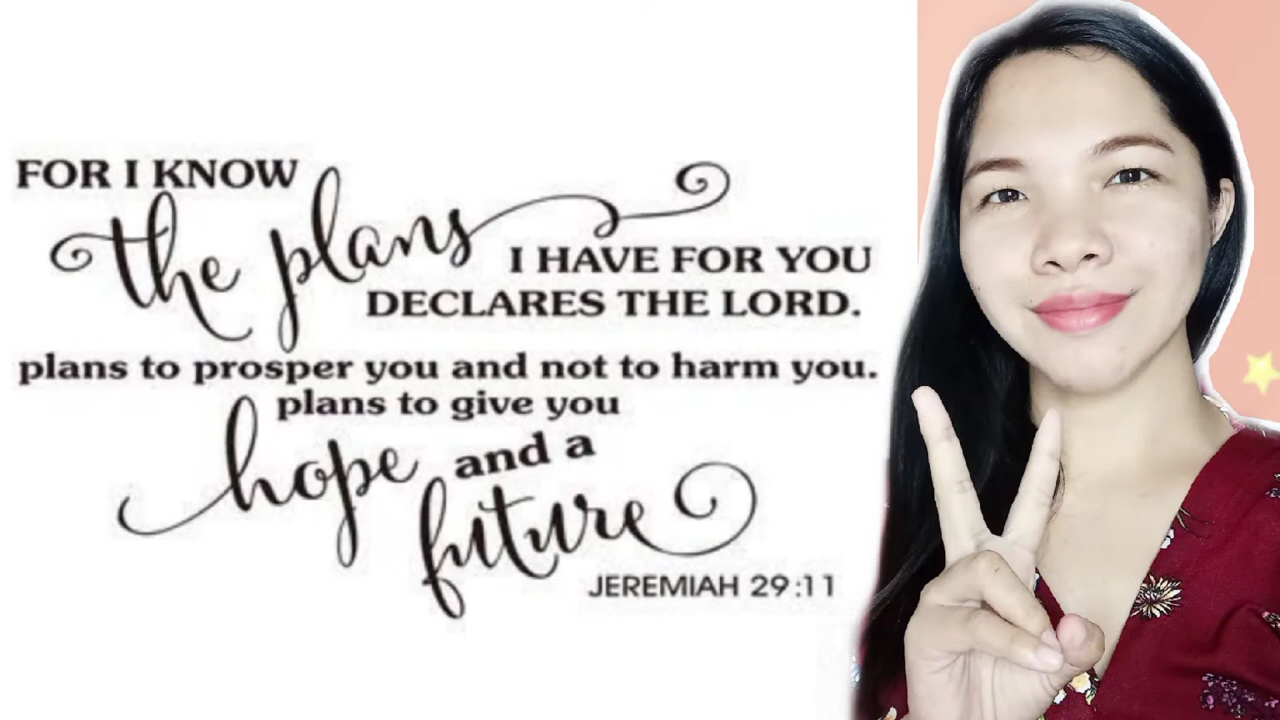 FOR I KNOW
the plans
I HAVE FOR YOU
DECLARES THE LORD.
plans to prosper you and not to harm you.
plans to give you
hope and a
future
JEREMIAH 29:11